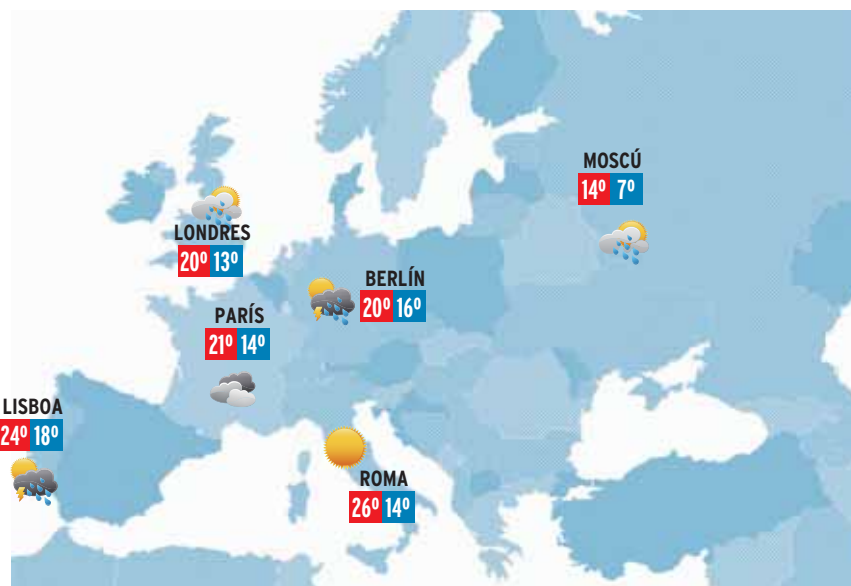 MOSCÚ
14º 7º
LONDRES
20º 13º
BERLÍN
20º 16º
PARÍS
21º 14º
LISBOA
24º 18º
ROMA
26º 14º